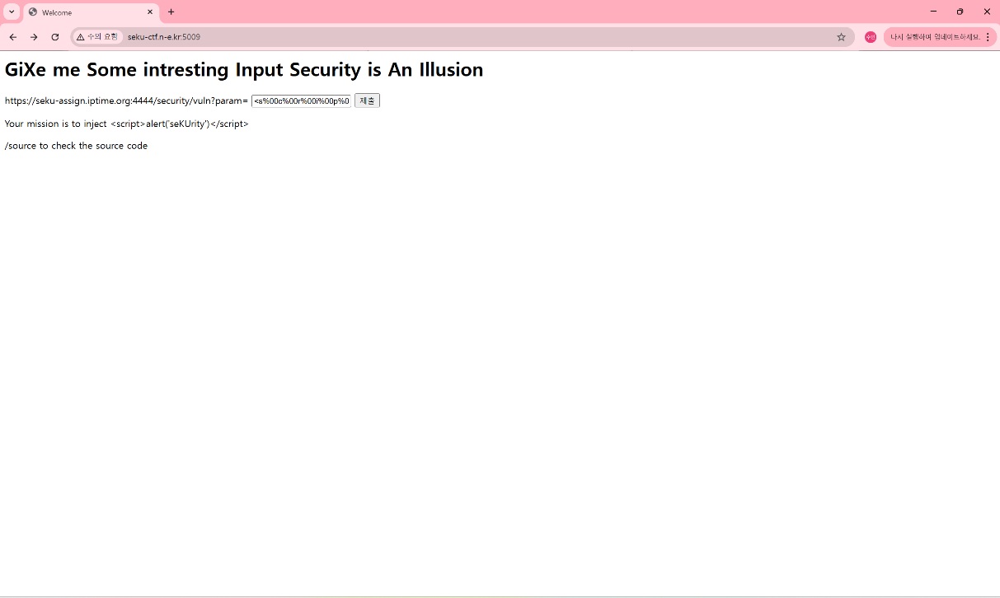 Welcome
수의 요함
seku-ctf.n-e.kr:5009
수민
다시 실행하여 업데이트하세요.
GiXe me Some intresting Input Security is An Illusion
https://seku-assign.iptime.org:4444/security/vuln?param= <s%00c%00r%00i%00p%0 제출
Your mission is to inject <script>alert('seKUrity')</script>
/source to check the source code